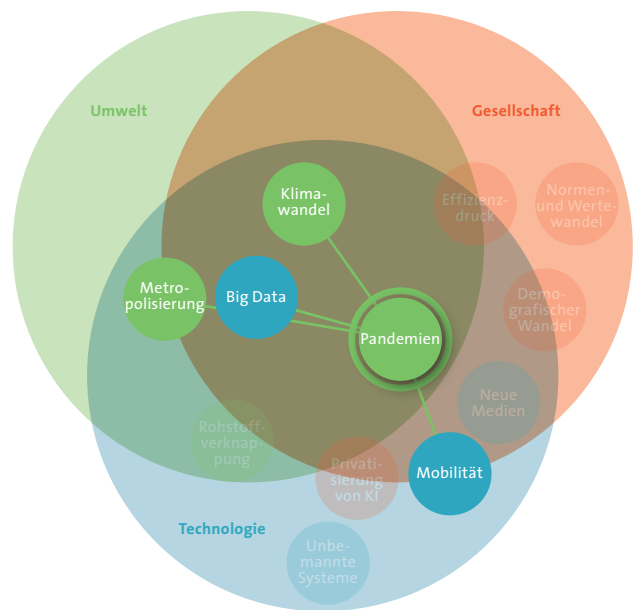 Umwelt
Gesellschaft
Klima-
wandel
Effizienz-
druck
Normen-
und Werte-
wandel
Metro-
polisierung
Big Data
Demo-
grafischer
Wandel
Pandemien
Neue
Medien
Rohstoff-
verknap-
pung
Privati-
sierung
von KI
Mobilität
Technologie
Unbe-
mannte
Systeme